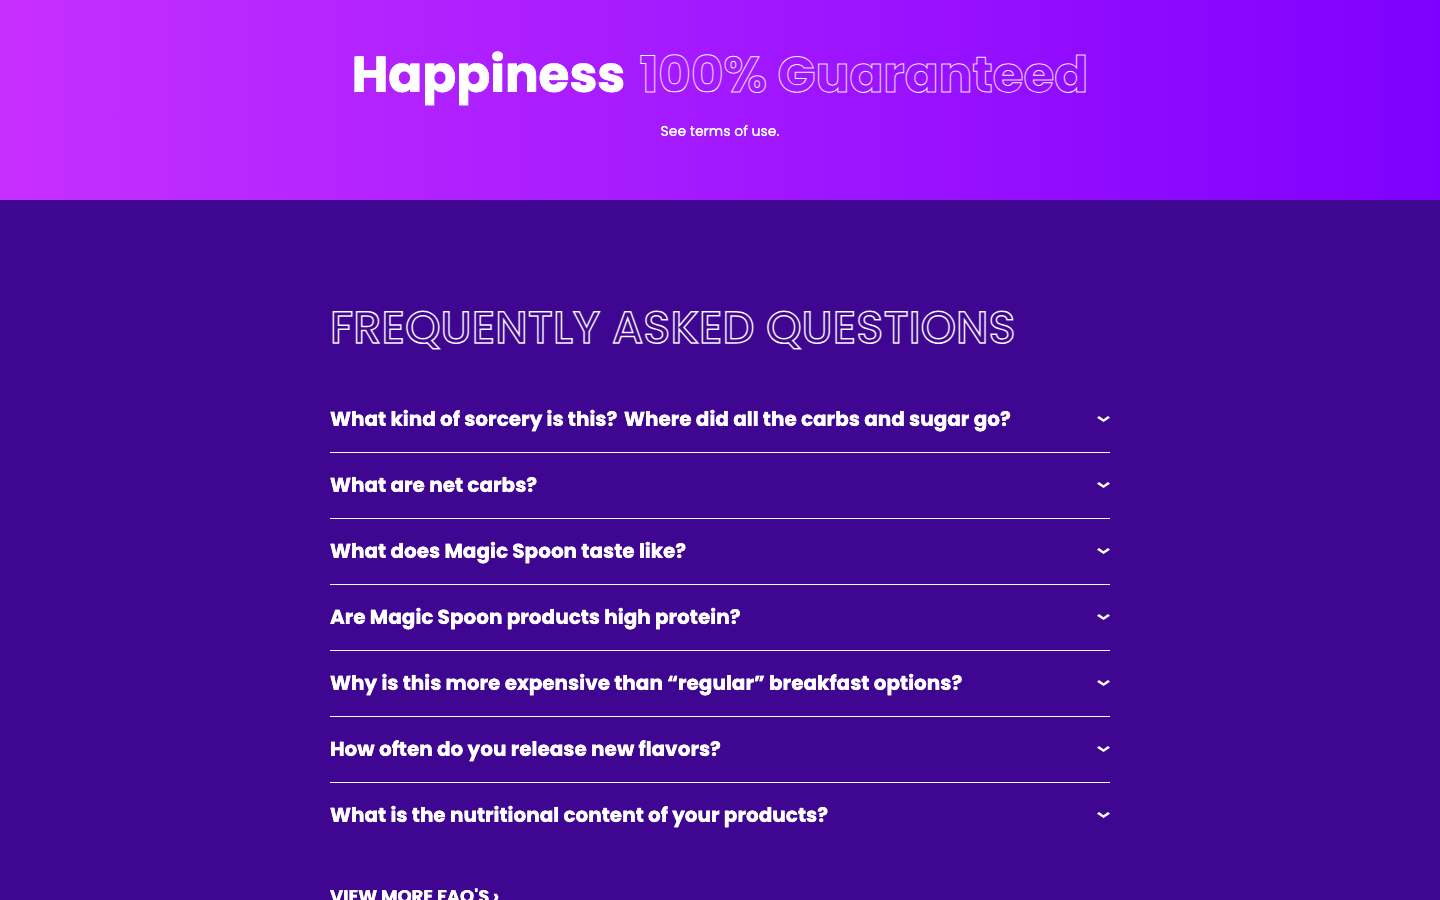 Happiness 100% Guaranteed
See terms of use.
FREQUENTLY ASKED QUESTIONS
What kind of sorcery is this? Where did all the carbs and sugar go?
What are net carbs?
What does Magic Spoon taste like?
Are Magic Spoon products high protein?
Why is this more expensive than “regular” breakfast options?
How often do you release new flavors?
What is the nutritional content of your products?
VIEW MORE FAQ'S ›